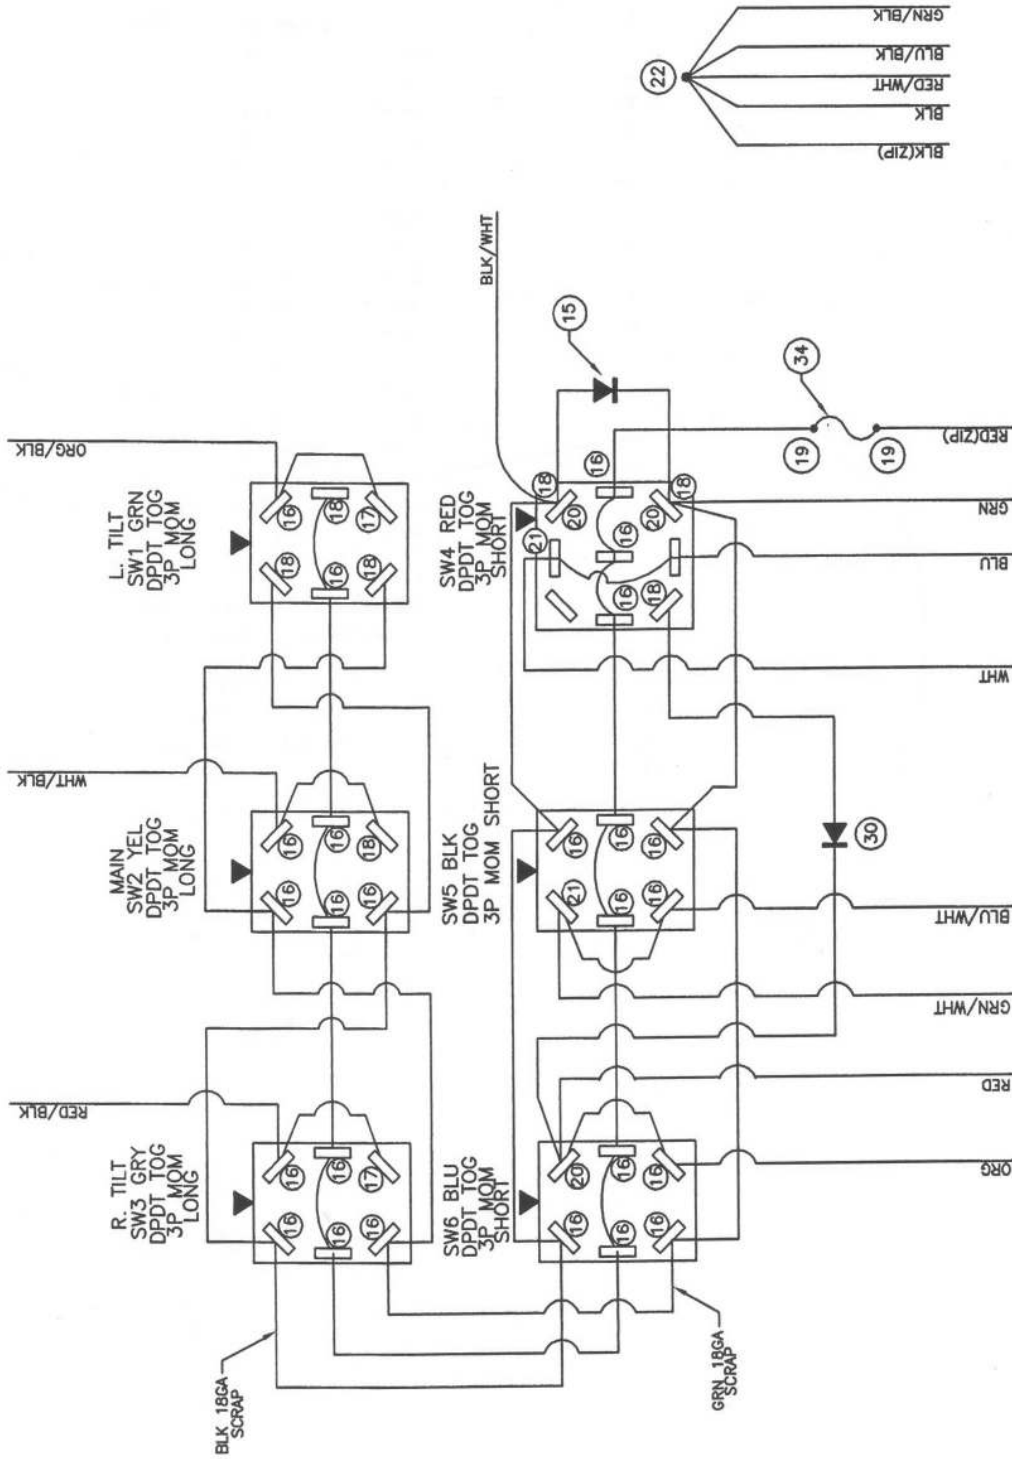 GRN/BLK
BLU/BLK
RED/WHT
BLK
BLK(ZIP)
22
BLK/WHT
15
34
19
19
RED(ZIP)
ORG/BLK
L. TILT
SW1 GRN
DPDT TOG
3P MOM
LONG
16
18
17
18
16
18
SW4 RED
DPDT TOG
3P MOM
SHORT
18
16
18
20
20
21
16
16
18
GRN
BLU
WHT
WHT/BLK
MAIN
SW2 YEL
DPDT TOG
3P MOM
LONG
16
16
18
16
16
16
SW5 BLK
DPDT TOG
3P MOM SHORT
16
16
16
21
16
16
30
BLU/WHT
GRN/WHT
RED/BLK
R. TILT
SW3 GRY
DPDT TOG
3P MOM
LONG
16
16
17
16
16
16
SW6 BLU
DPDT TOG
3P MOM
SHORT
20
16
16
16
16
16
RED
ORG
BLK 18GA
SCRAP
GRN 18GA
SCRAP